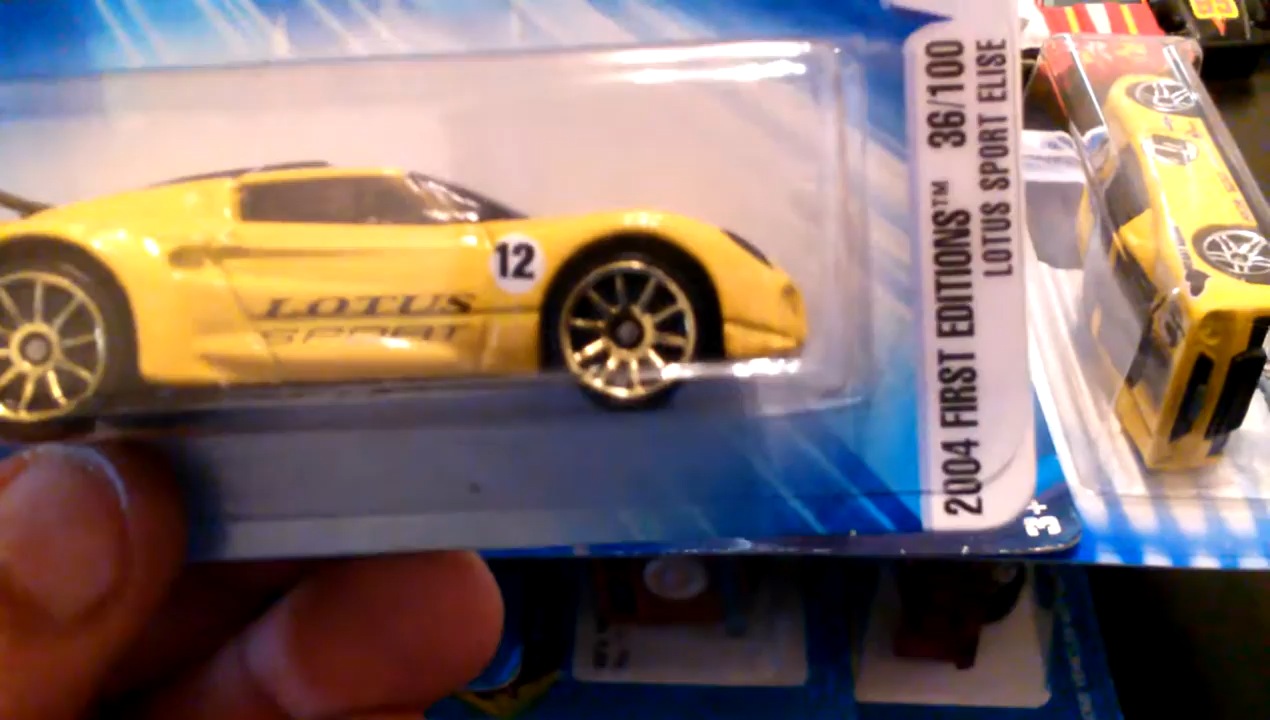 12
LOTUS
SPORT
2004 FIRST EDITIONS™ 36/100
LOTUS SPORT ELISE
3+